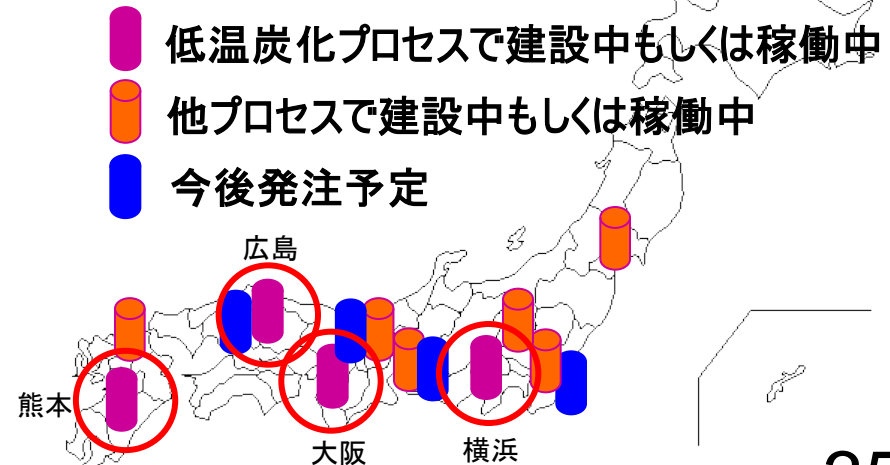 低温炭化プロセスで建設中もしくは稼働中
他プロセスで建設中もしくは稼働中
今後発注予定
広島
熊本
大阪
横浜